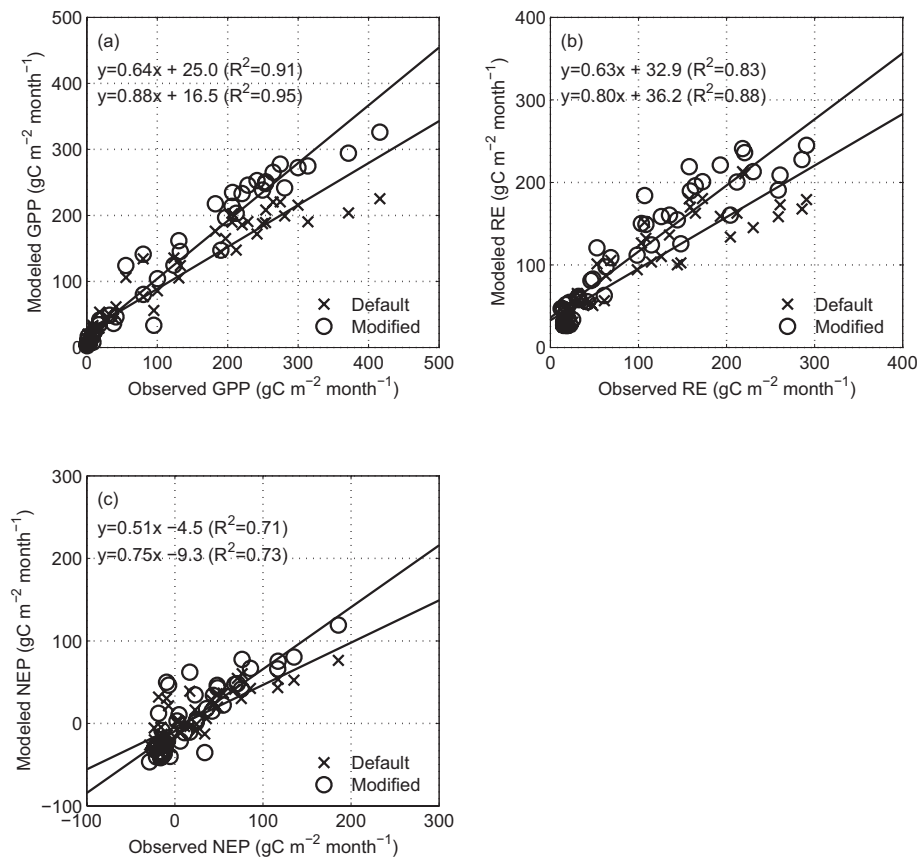 (a)
y=0.64x + 25.0 (R²=0.91)
y=0.88x + 16.5 (R²=0.95)
Modeled GPP (gC m⁻² month⁻¹)
500
400
300
200
100
0
Default
Modified
0 100 200 300 400 500
Observed GPP (gC m⁻² month⁻¹)
(b)
y=0.63x + 32.9 (R²=0.83)
y=0.80x + 36.2 (R²=0.88)
Modeled RE (gC m⁻² month⁻¹)
400
300
200
100
0
Default
Modified
0 100 200 300 400
Observed RE (gC m⁻² month⁻¹)
(c)
y=0.51x −4.5 (R²=0.71)
y=0.75x −9.3 (R²=0.73)
Modeled NEP (gC m⁻² month⁻¹)
300
200
100
0
−100
Default
Modified
−100 0 100 200 300
Observed NEP (gC m⁻² month⁻¹)